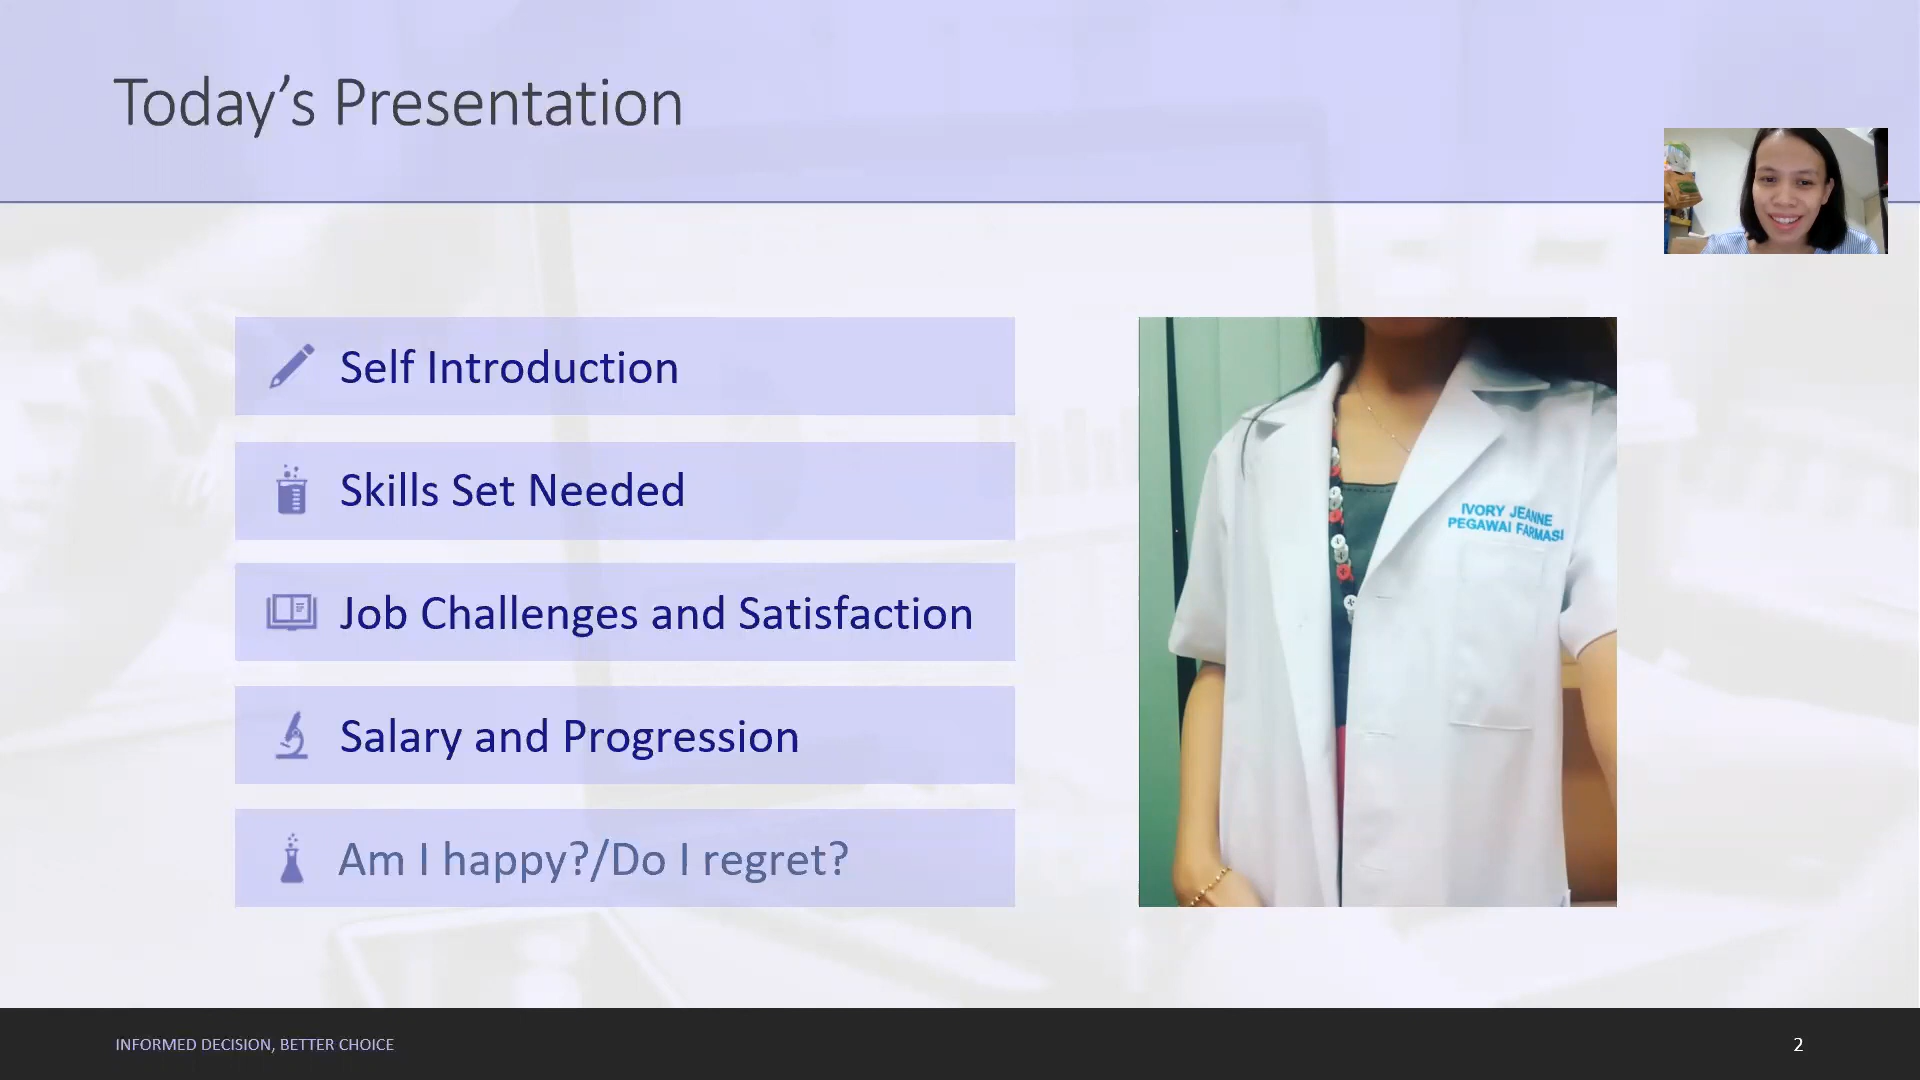 Today’s Presentation
Self Introduction
Skills Set Needed
Job Challenges and Satisfaction
Salary and Progression
Am I happy?/Do I regret?
IVORY JEANNE
PEGAWAI FARMASI
INFORMED DECISION, BETTER CHOICE
2